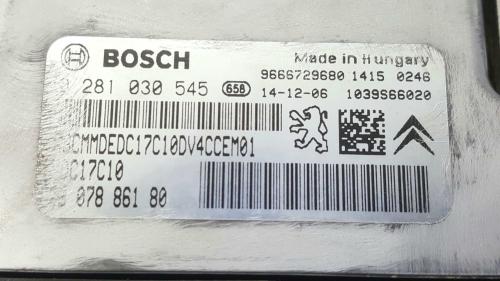 BOSCH
Made in Hungary
281 030 545 658
9666729680 1415 0246
14-12-06 1039S66020
CMMDEDC17C10DV4CCEM01
C17C10
078 861 80